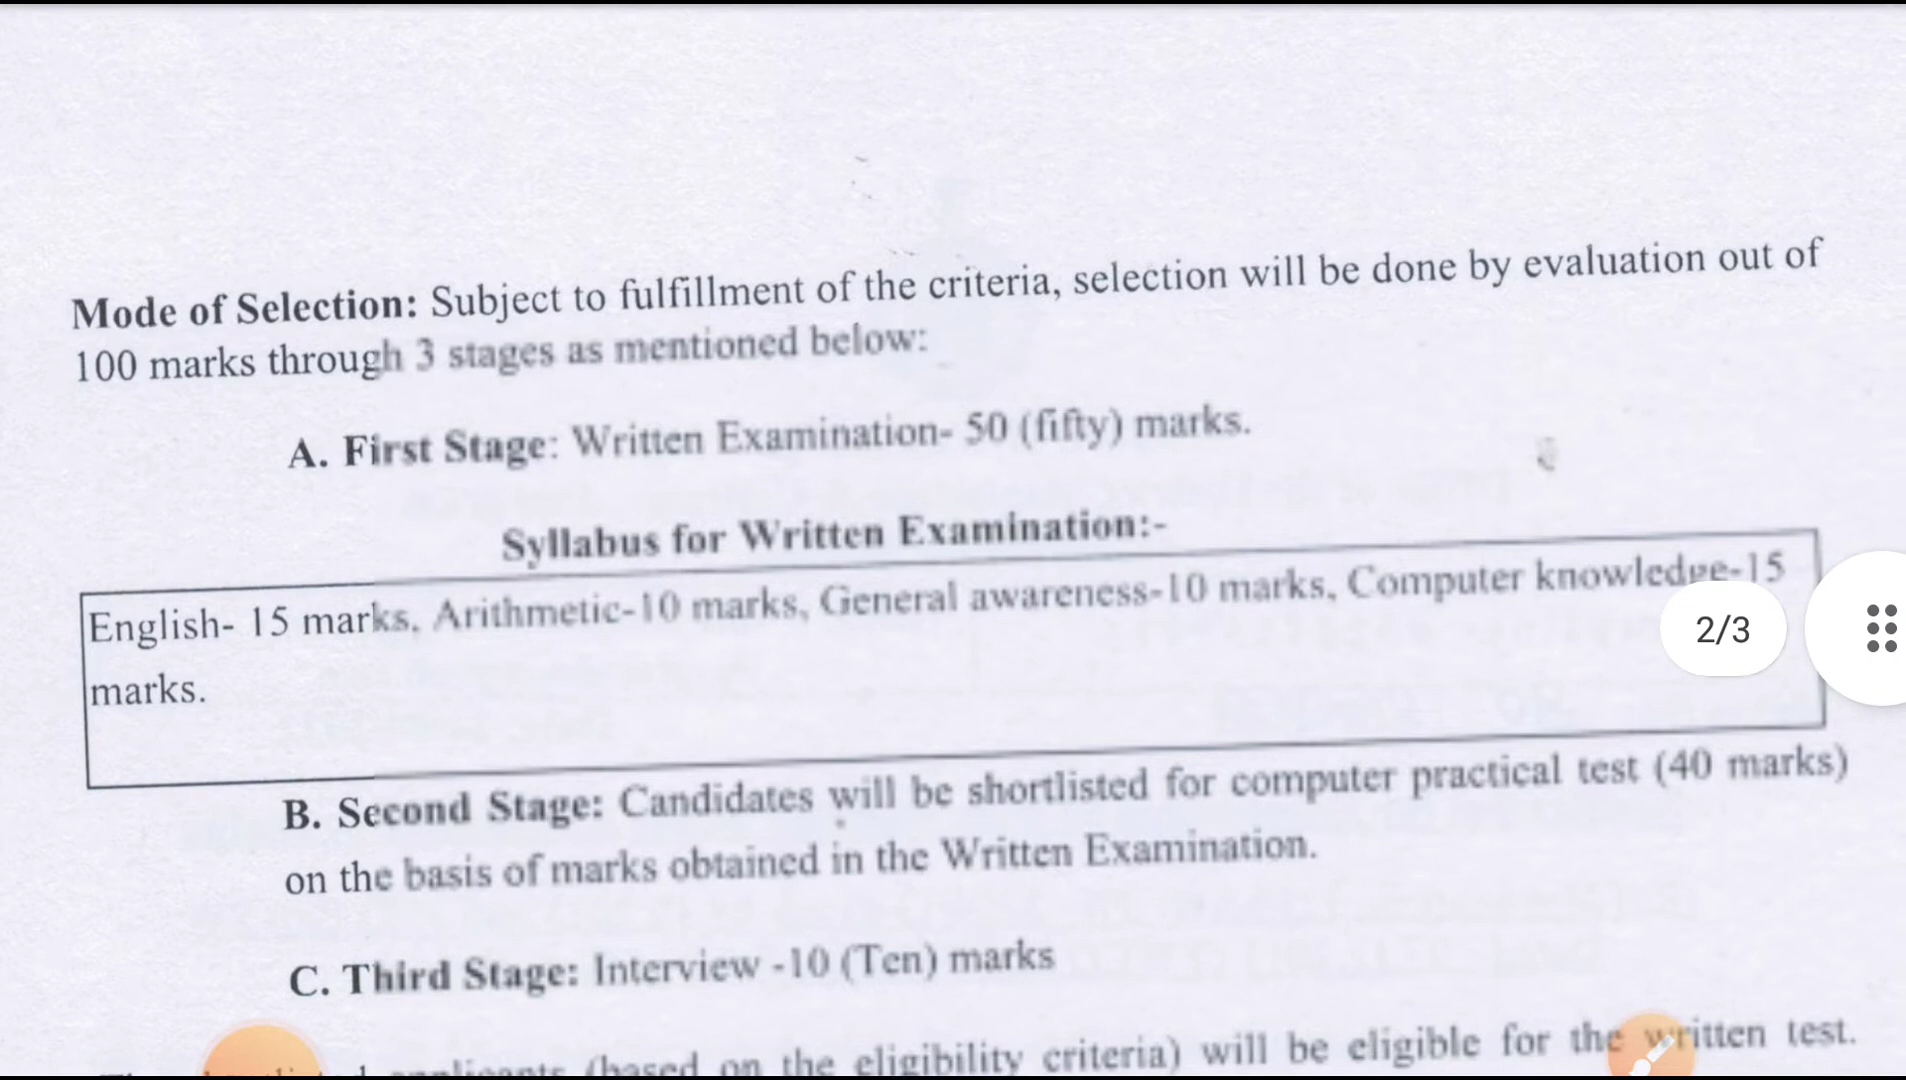 Mode of Selection: Subject to fulfillment of the criteria, selection will be done by evaluation out of
100 marks through 3 stages as mentioned below:
A. First Stage: Written Examination- 50 (fifty) marks.
Syllabus for Written Examination:-
English- 15 marks, Arithmetic-10 marks, General awareness-10 marks, Computer knowledge-15
marks.
2/3
B. Second Stage: Candidates will be shortlisted for computer practical test (40 marks)
on the basis of marks obtained in the Written Examination.
C. Third Stage: Interview -10 (Ten) marks
applicants (based on the eligibility criteria) will be eligible for the written test.